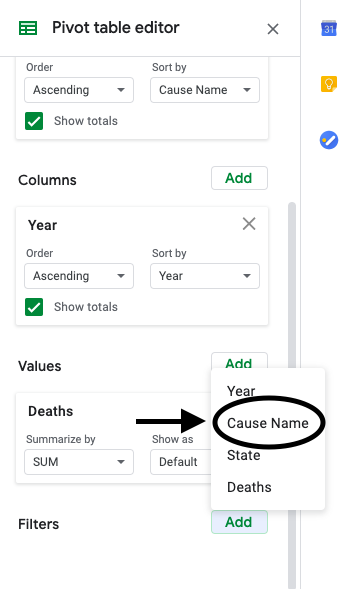 Pivot table editor
31
Order Sort by
Ascending Cause Name
Show totals
Columns Add
Year
Order Sort by
Ascending Year
Show totals
Values Add
Deaths
Summarize by Show as
SUM Default
Year
Cause Name
State
Deaths
Filters Add